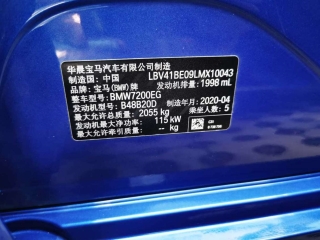 华晨宝马汽车有限公司制造
制造国：中国 LBV41BE09LMX10043
品牌：宝马(BMW)牌 发动机排量：1998 mL
整车型号：BMW7200EG
发动机型号：B48B20D 制造年月：2020-04
最大允许总质量：2055 kg 乘坐人数：5
发动机最大净功率：115 kW
最大允许牵引质量：- kg